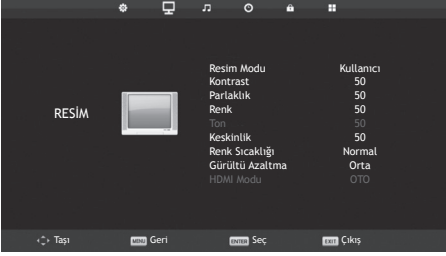 Resim Modu Kullanıcı
Kontrast 50
Parlaklık 50
RESİM
Renk 50
Ton 50
Keskinlik 50
Renk Sıcaklığı Normal
Gürültü Azaltma Orta
HDMI Modu OTO
Taşı MENU Geri ENTER Seç EXIT Çıkış